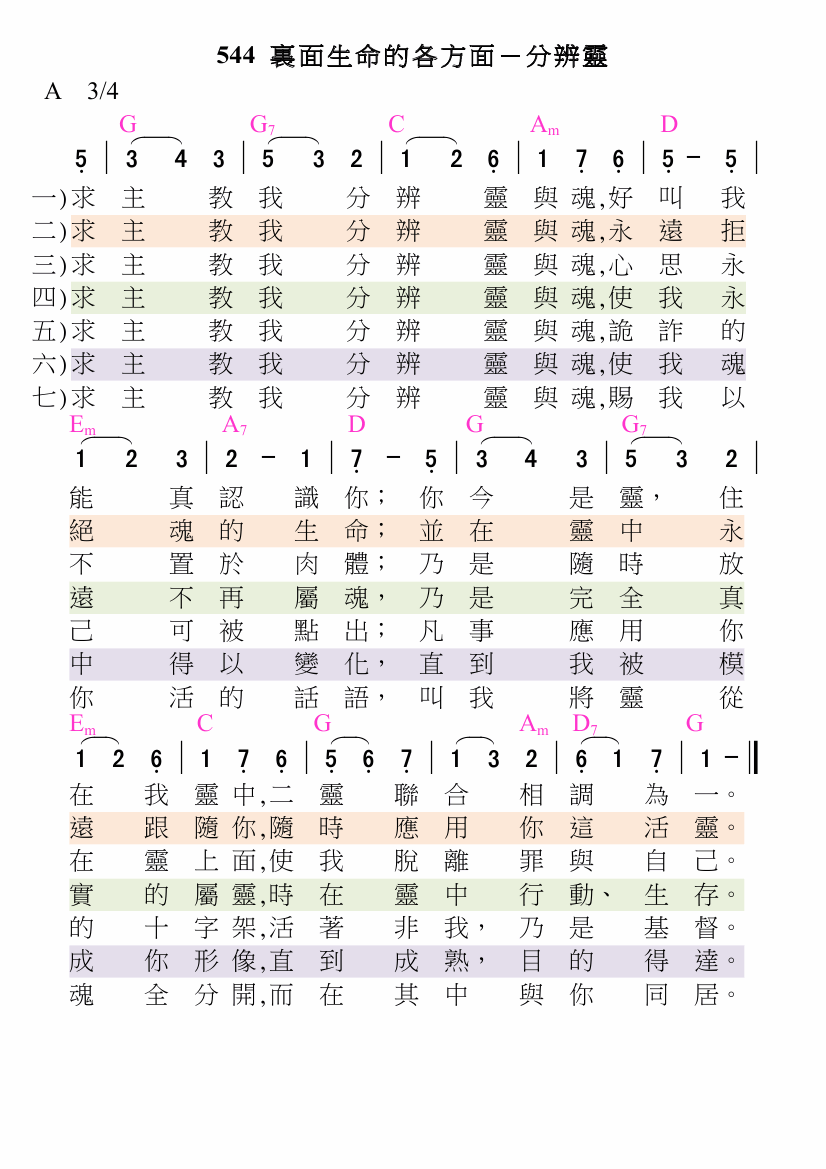 544 裏面生命的各方面－分辨靈
A 3/4
G G7 C Am D
5 | 3 4 3 | 5 3 2 | 1 2 6 | 1 7 6 | 5 - 5 |
一)求 主 教 我 分 辨 靈 與 魂,好 叫 我
二)求 主 教 我 分 辨 靈 與 魂,永 遠 拒
三)求 主 教 我 分 辨 靈 與 魂,心 思 永
四)求 主 教 我 分 辨 靈 與 魂,使 我 永
五)求 主 教 我 分 辨 靈 與 魂,詭 詐 的
六)求 主 教 我 分 辨 靈 與 魂,使 我 魂
七)求 主 教 我 分 辨 靈 與 魂,賜 我 以
Em A7 D G G7
1 2 3 | 2 - 1 | 7 - 5 | 3 4 3 | 5 3 2 |
能 真 認 識 你； 你 今 是 靈， 住
絕 魂 的 生 命； 並 在 靈 中 永
不 置 於 肉 體； 乃 是 隨 時 放
遠 不 再 屬 魂， 乃 是 完 全 真
己 可 被 點 出； 凡 事 應 用 你
中 得 以 變 化， 直 到 我 被 模
你 活 的 話 語， 叫 我 將 靈 從
Em C G Am D7 G
1 2 6 | 1 7 6 | 5 6 7 | 1 3 2 | 6 1 7 | 1 - ‖
在 我 靈 中,二 靈 聯 合 相 調 為 一。
遠 跟 隨 你,隨 時 應 用 你 這 活 靈。
在 靈 上 面,使 我 脫 離 罪 與 自 己。
實 的 屬 靈,時 在 靈 中 行 動、 生 存。
的 十 字 架,活 著 非 我， 乃 是 基 督。
成 你 形 像,直 到 成 熟， 目 的 得 達。
魂 全 分 開,而 在 其 中 與 你 同 居。